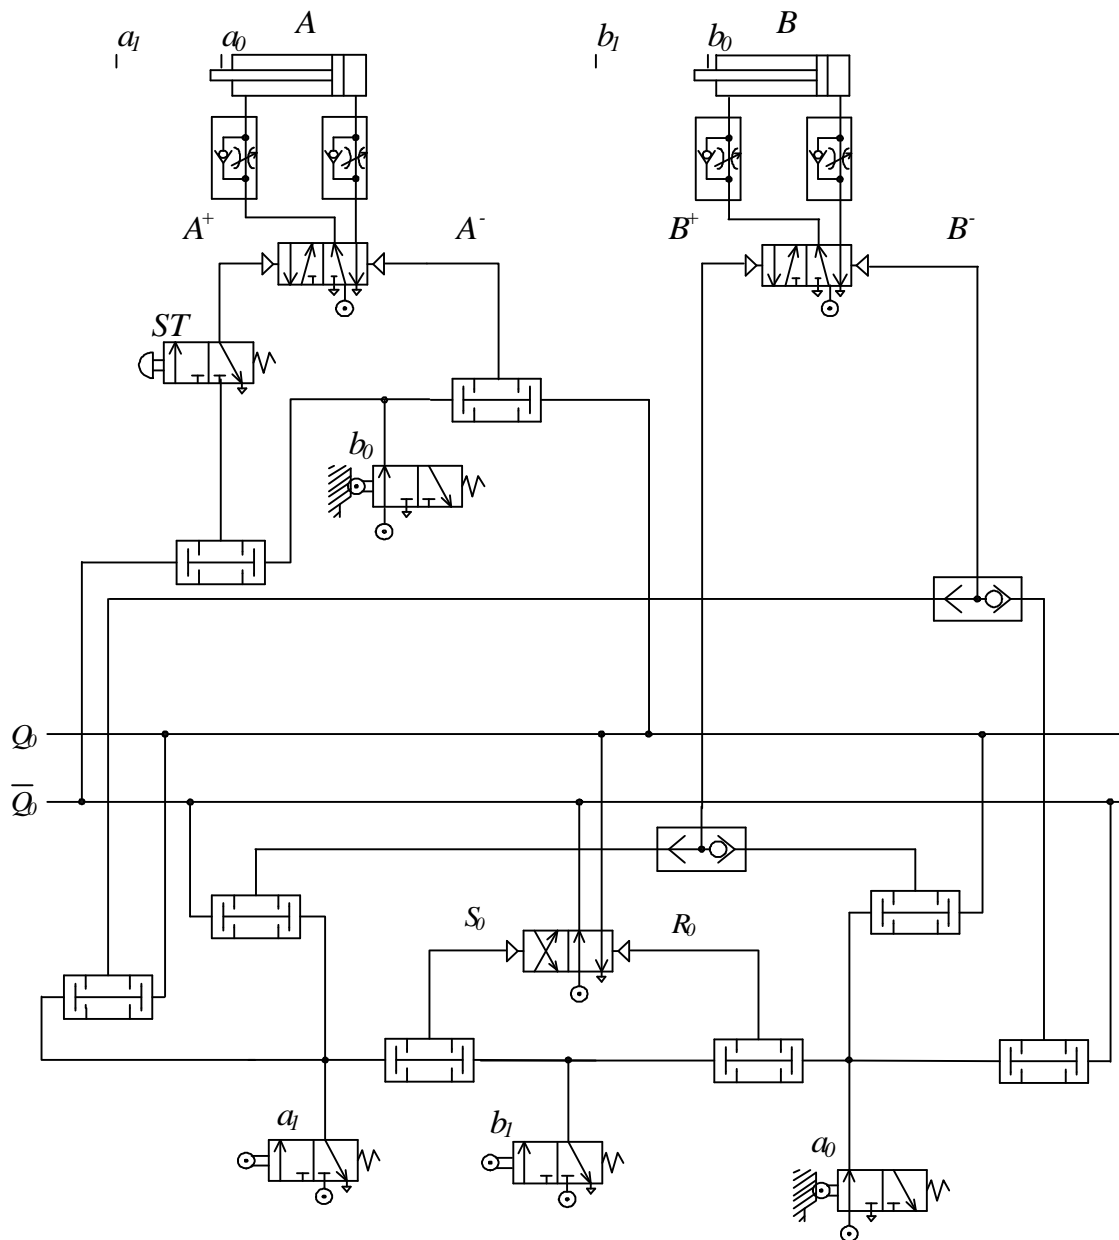 a₁ a₀ A b₁ b₀ B
A⁺ A⁻ B⁺ B⁻
ST
b₀
Q₀
Q̅₀
S₀ R₀
a₁ b₁ a₀